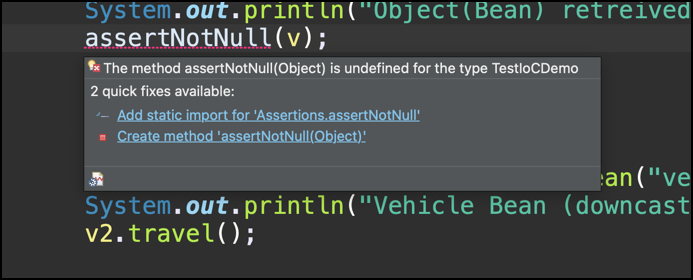 System.out.println("Object(Bean) retreived
assertNotNull(v);
The method assertNotNull(Object) is undefined for the type TestIoCDemo
2 quick fixes available:
Add static import for 'Assertions.assertNotNull'
Create method 'assertNotNull(Object)'
ean("ve
System.out.println("Vehicle Bean (downcast
v2.travel();